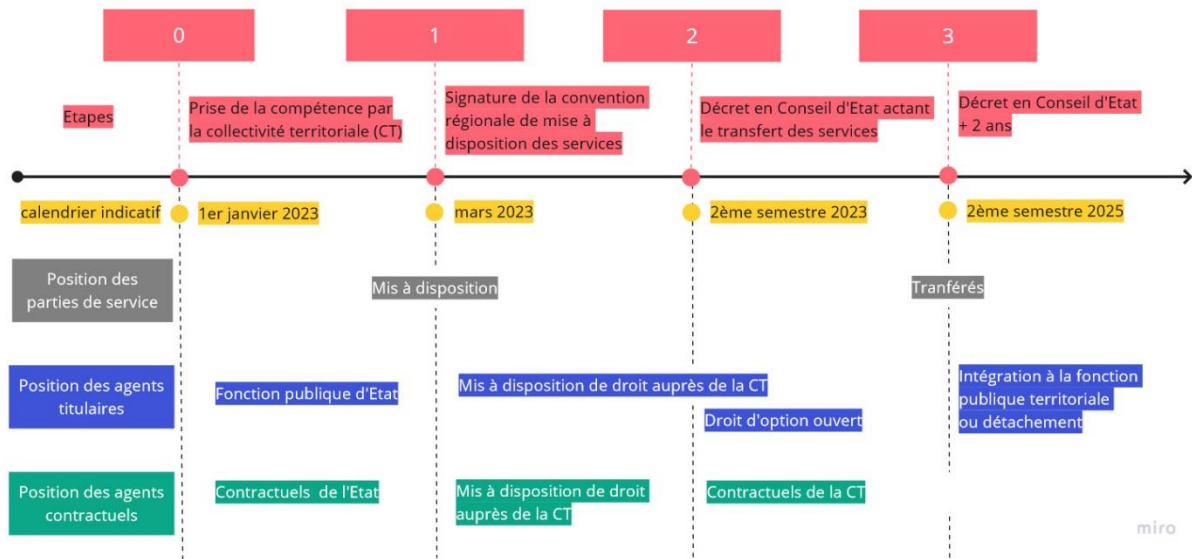 0
1
2
3
Etapes
Prise de la compétence par
la collectivité territoriale (CT)
Signature de la convention
régionale de mise à
disposition des services
Décret en Conseil d'Etat actant
le transfert des services
Décret en Conseil d'Etat
+ 2 ans
calendrier indicatif
1er janvier 2023
mars 2023
2ème semestre 2023
2ème semestre 2025
Position des
parties de service
Mis à disposition
Tranférés
Position des agents
titulaires
Fonction publique d'Etat
Mis à disposition de droit auprès de la CT
Droit d'option ouvert
Intégration à la fonction
publique territoriale
ou détachement
Position des agents
contractuels
Contractuels de l'Etat
Mis à disposition de droit
auprès de la CT
Contractuels de la CT
miro